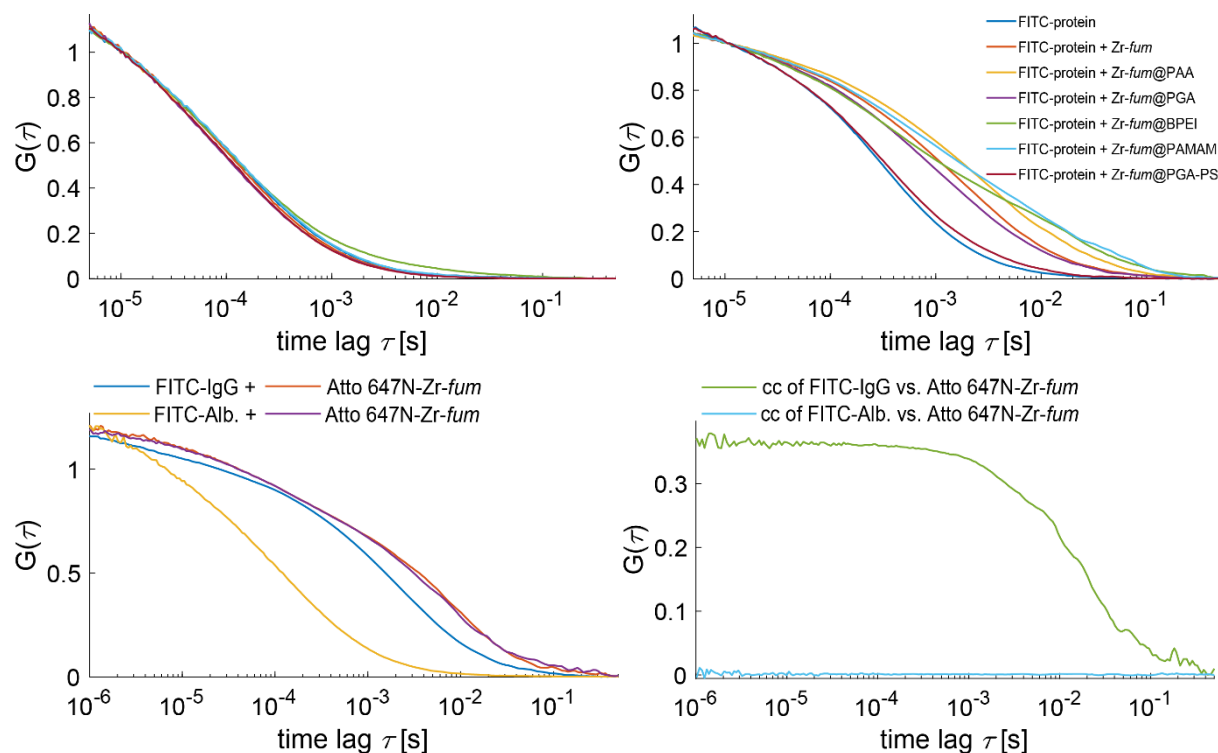 G(τ)
1
0.8
0.6
0.4
0.2
0
10-5
10-4
10-3
10-2
10-1
time lag τ [s]
G(τ)
1
0.8
0.6
0.4
0.2
0
10-5
10-4
10-3
10-2
10-1
time lag τ [s]
FITC-protein
FITC-protein + Zr-fum
FITC-protein + Zr-fum@PAA
FITC-protein + Zr-fum@PGA
FITC-protein + Zr-fum@BPEI
FITC-protein + Zr-fum@PAMAM
FITC-protein + Zr-fum@PGA-PS
FITC-IgG + Atto 647N-Zr-fum
FITC-Alb. + Atto 647N-Zr-fum
G(τ)
1
0.5
0
10-6
10-5
10-4
10-3
10-2
10-1
time lag τ [s]
cc of FITC-IgG vs. Atto 647N-Zr-fum
cc of FITC-Alb. vs. Atto 647N-Zr-fum
G(τ)
0.3
0.2
0.1
0
10-6
10-5
10-4
10-3
10-2
10-1
time lag τ [s]